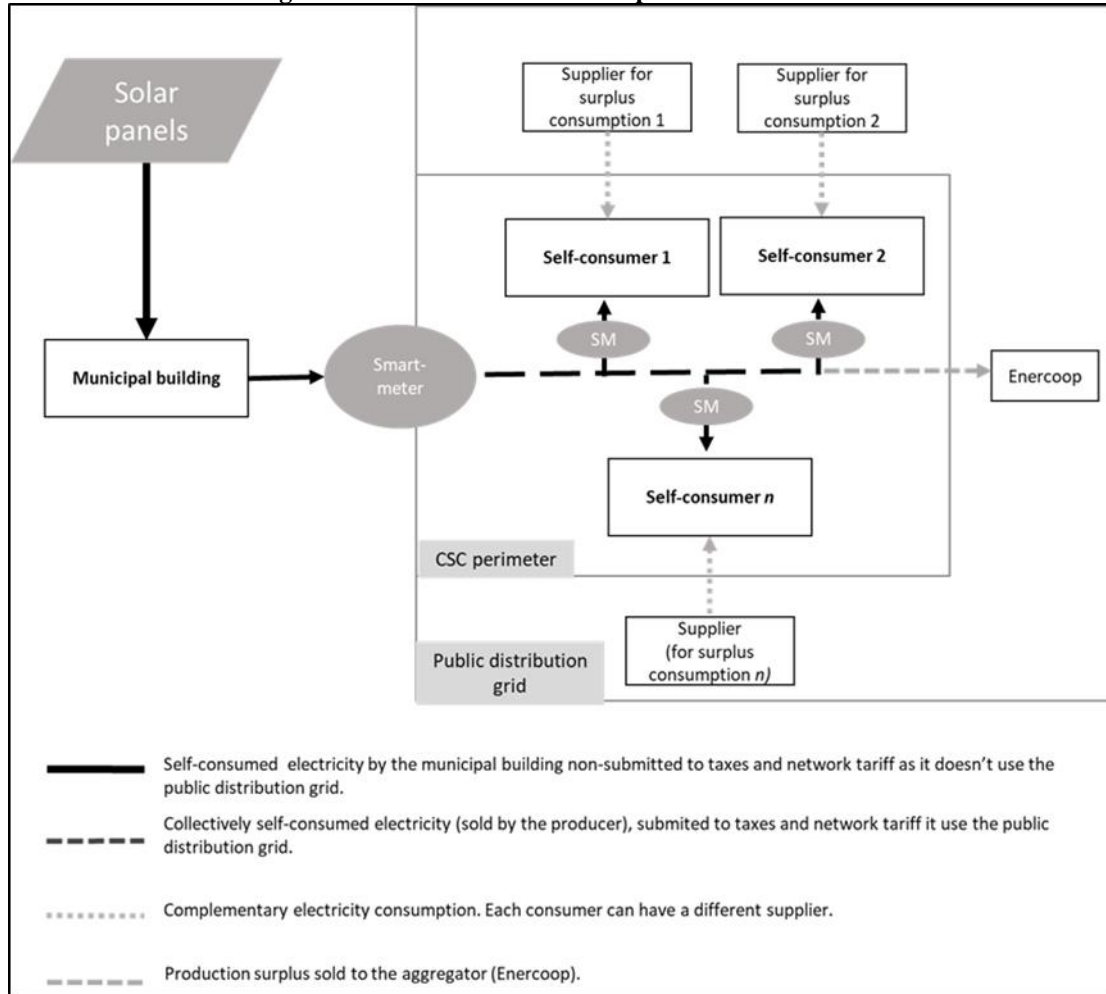 Solar
panels
Supplier for
surplus
consumption 1
Supplier for
surplus
consumption 2
Self-consumer 1
Self-consumer 2
SM
SM
Municipal building
Smart-
meter
Enercoop
SM
Self-consumer n
CSC perimeter
Supplier
(for surplus
consumption n)
Public distribution
grid
Self-consumed electricity by the municipal building non-submitted to taxes and network tariff as it doesn't use the
public distribution grid.
Collectively self-consumed electricity (sold by the producer), submited to taxes and network tariff it use the public
distribution grid.
Complementary electricity consumption. Each consumer can have a different supplier.
Production surplus sold to the aggregator (Enercoop).